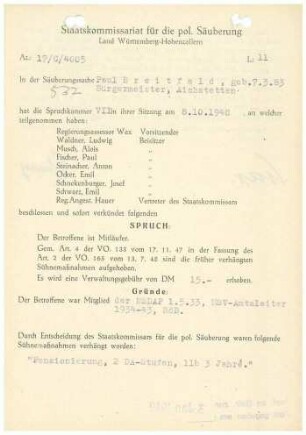 Staatskommissariat für die pol. Säuberung
Land Württemberg-Hohenzollern
Az: 19/G/4005
L: 11
In der Säuberungssache Paul Breitfeld, geb. 7.3.83
532 Bürgermeister, Aichstetten
hat die Spruchkammer VII in ihrer Sitzung am 8.10.1948, an welcher
teilgenommen haben:
Regierungsassessor Wax Vorsitzender
Waldner, Ludwig Beisitzer
Musch, Alois "
Fischer, Paul "
Steinacher, Anton "
Ocker, Emil "
Schnekenburger, Josef "
Schwarz, Emil "
Reg.Angest. Hauer Vertreter des Staatskommissars
beschlossen und sofort verkündet folgenden
SPRUCH:
Der Betroffene ist Mitläufer.
Gem. Art. 4 der VO. 133 vom 17. 11. 47 in der Fassung des
Art. 2 der VO. 165 vom 13. 7. 48 sind die früher verhängten
Sühnemaßnahmen aufgehoben.
Es wird eine Verwaltungsgebühr von DM 15.- erhoben.
Gründe:
Der Betroffene war Mitglied der NSDAP 1.5.33, NSV-Amtsleiter
1934-43, RKB.
Durch Entscheidung des Staatskommissars für die pol. Säuberung waren folgende
Sühnemaßnahmen verhängt worden:
"Pensionierung, 2 DA-Stufen, IIb 3 Jahre."